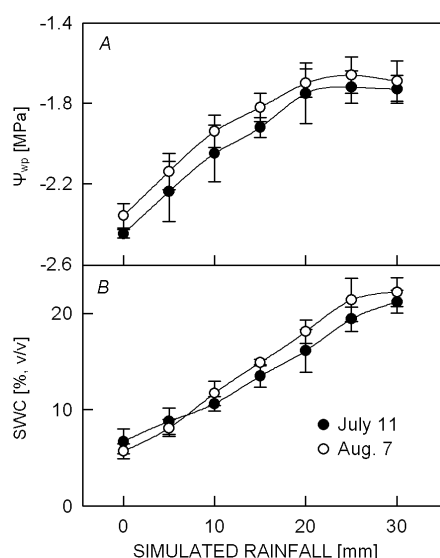 A
-1.4
-1.8
-2.2
-2.6
Ψwp [MPa]
B
20
10
0
SWC [%, v/v]
July 11
Aug. 7
0 10 20 30
SIMULATED RAINFALL [mm]